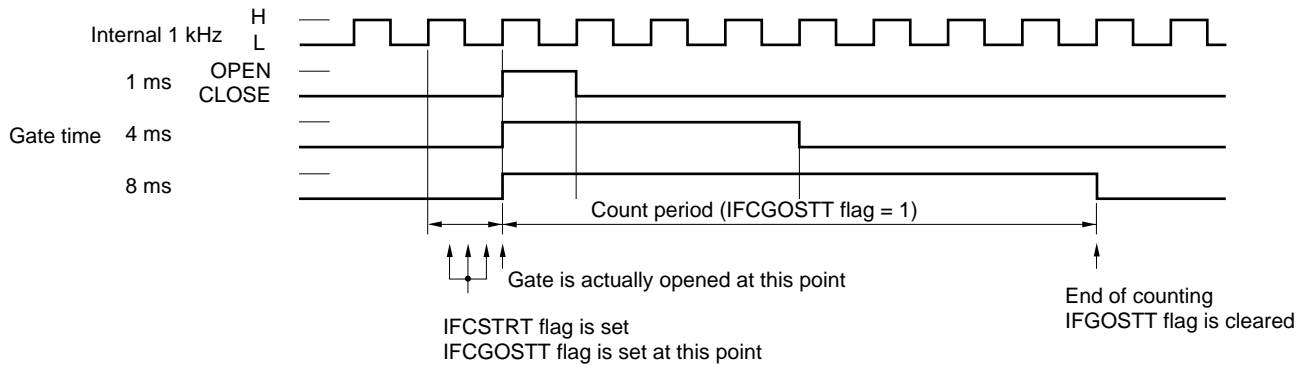 H
Internal 1 kHz
L
OPEN
1 ms
CLOSE
Gate time 4 ms
8 ms
Count period (IFCGOSTT flag = 1)
Gate is actually opened at this point
End of counting
IFGOSTT flag is cleared
IFCSTRT flag is set
IFCGOSTT flag is set at this point